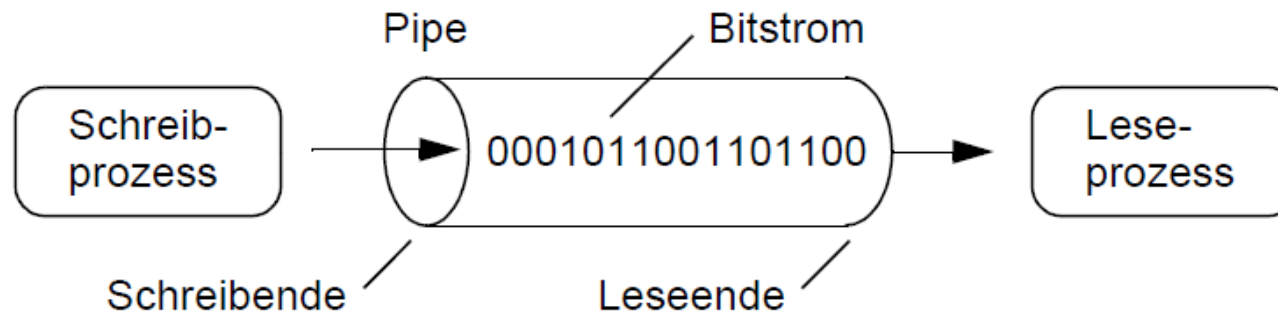 Pipe
Bitstrom
Schreib-
prozess
0001011001101100
Lese-
prozess
Schreibende
Leseende